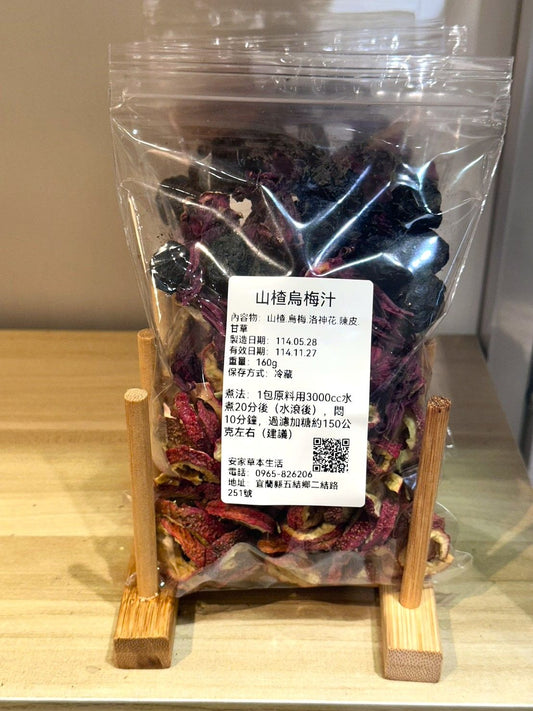 山楂烏梅汁
內容物: 山楂.烏梅.洛神花.陳皮.
甘草
製造日期: 114.05.28
有效日期: 114.11.27
重量: 160g
保存方式: 冷藏
煮法: 1包原料用3000cc水
煮20分後（水滾後），悶
10分鐘，過濾加糖約150公
克左右（建議）
安家草本生活
電話: 0965-826206
地址: 宜蘭縣五結鄉二結路
251號